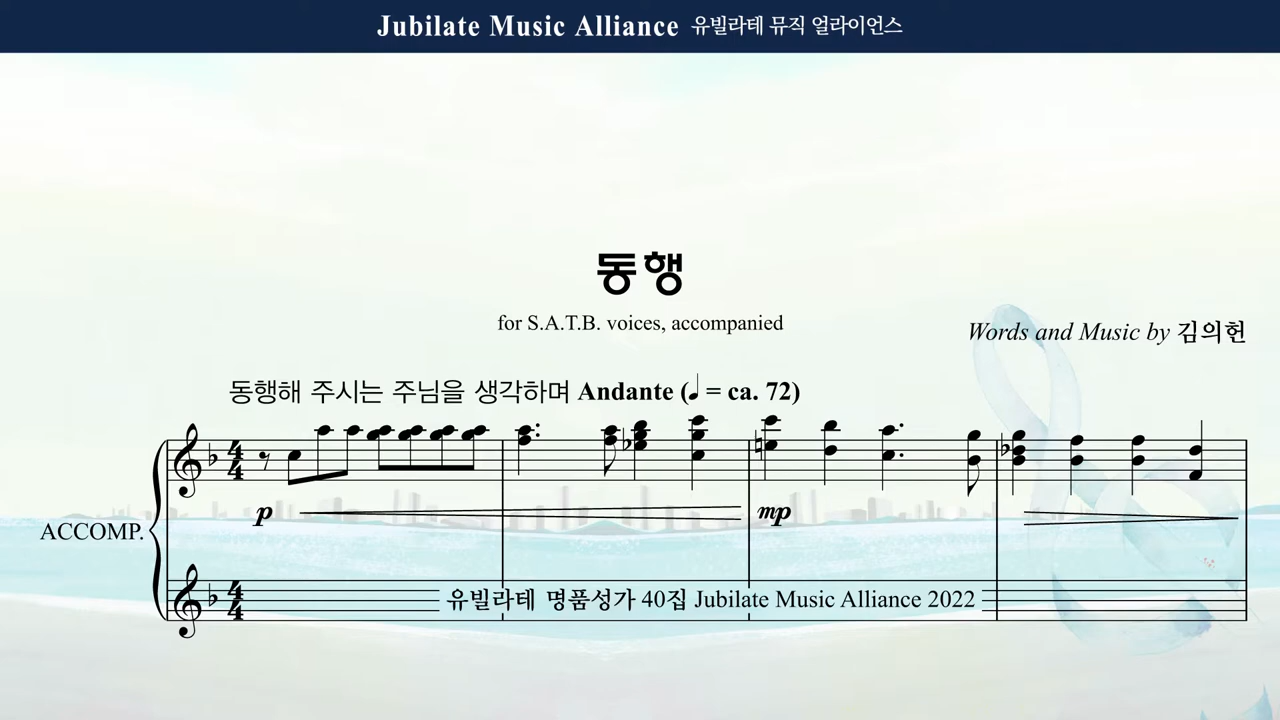 Jubilate Music Alliance 유빌라테 뮤직 얼라이언스
동행
for S.A.T.B. voices, accompanied
Words and Music by 김의헌
동행해 주시는 주님을 생각하며 Andante (♩ = ca. 72)
p mp
ACCOMP.
유빌라테 명품성가 40집 Jubilate Music Alliance 2022